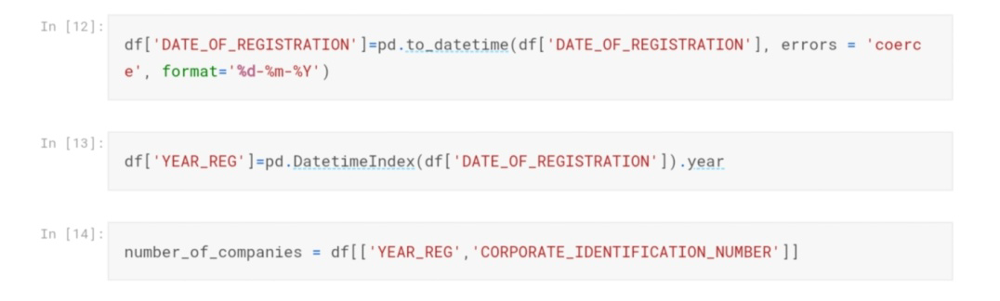 In [12]:
df['DATE_OF_REGISTRATION']=pd.to_datetime(df['DATE_OF_REGISTRATION'], errors = 'coerc
e', format='%d-%m-%Y')
In [13]:
df['YEAR_REG']=pd.DatetimeIndex(df['DATE_OF_REGISTRATION']).year
In [14]:
number_of_companies = df[['YEAR_REG','CORPORATE_IDENTIFICATION_NUMBER']]